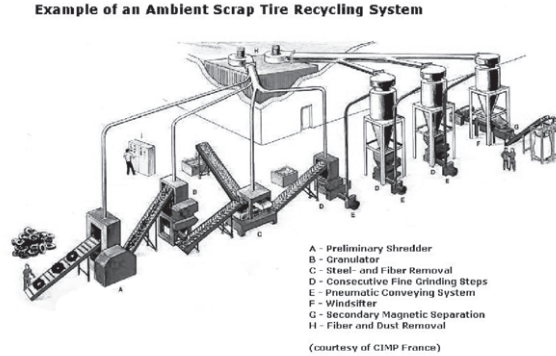 Example of an Ambient Scrap Tire Recycling System
H
I
B
G
F
D
E
D
E
D
E
D
E
C
A
A - Preliminary Shredder
B - Granulator
C - Steel- and Fiber Removal
D - Consecutive Fine Grinding Steps
E - Pneumatic Conveying System
F - Windsifter
G - Secondary Magnetic Separation
H - Fiber and Dust Removal
(courtesy of CIMP France)